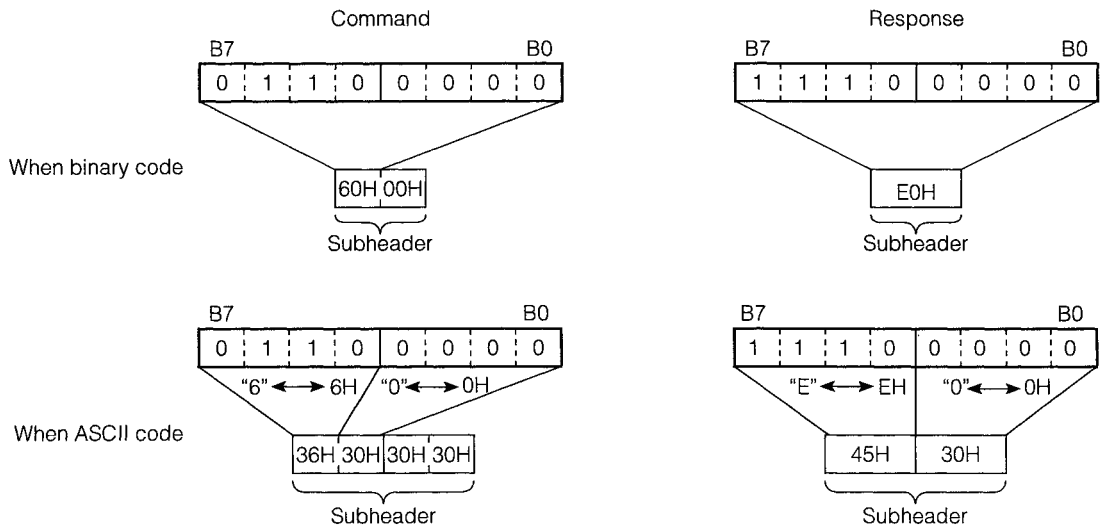 Command Response
B7 B0 B7 B0
0 1 1 0 0 0 0 0 1 1 1 0 0 0 0 0
When binary code
60H 00H E0H
Subheader Subheader
B7 B0 B7 B0
0 1 1 0 0 0 0 0 1 1 1 0 0 0 0 0
"6" ↔ 6H "0" ↔ 0H "E" ↔ EH "0" ↔ 0H
When ASCII code
36H 30H 30H 30H 45H 30H
Subheader Subheader